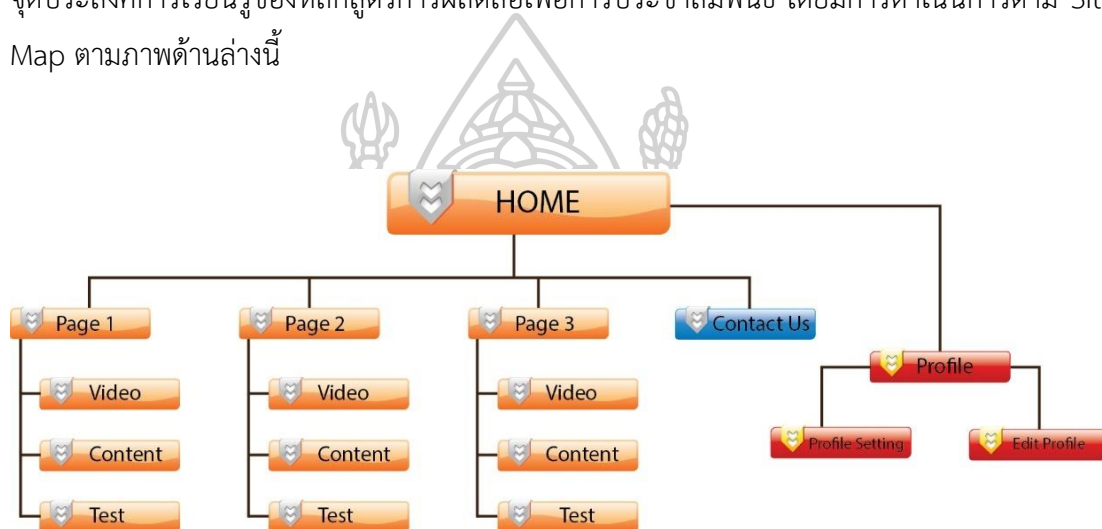 Map ตามภาพด้านล่างนี้
HOME
Page 1
Page 2
Page 3
Contact Us
Profile
Video
Video
Video
Profile Setting
Edit Profile
Content
Content
Content
Test
Test
Test